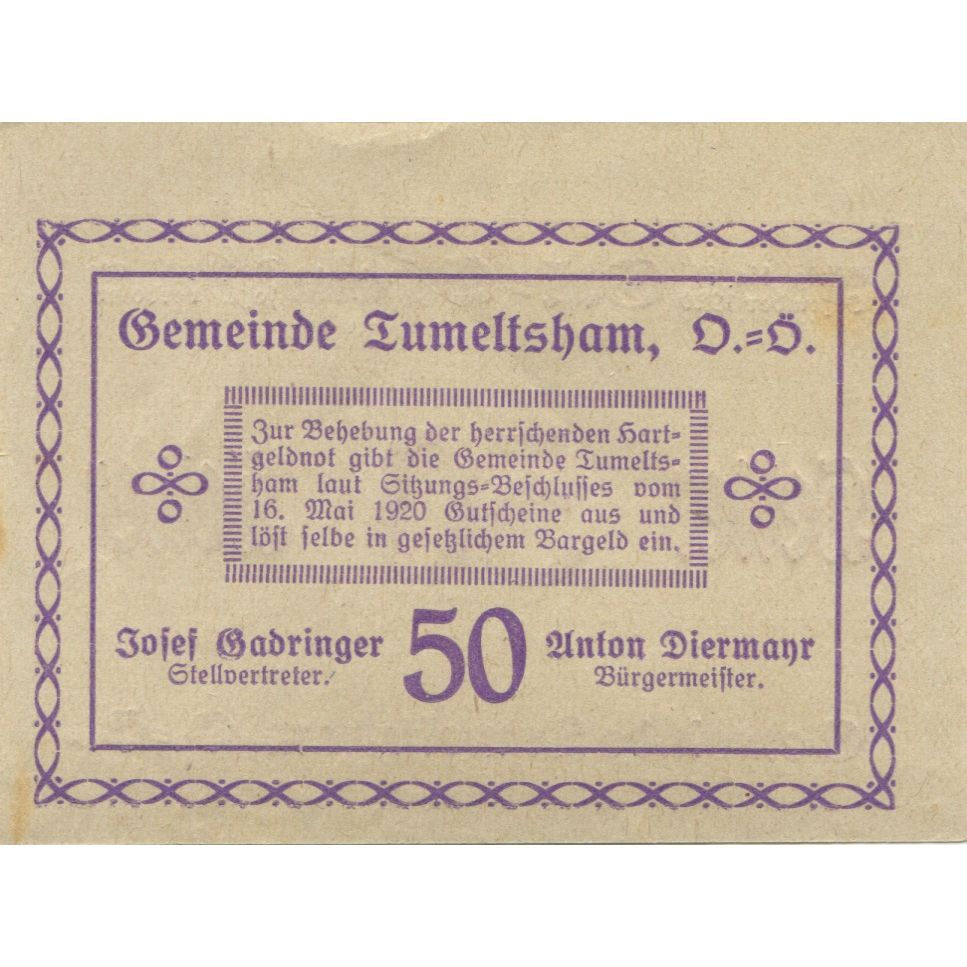 Gemeinde Tumeltsham, O.=Ö.
Zur Behebung der herrschenden Hart=
geldnot gibt die Gemeinde Tumelts=
ham laut Sitzungs=Beschlusses vom
16. Mai 1920 Gutscheine aus und
löst selbe in gesetzlichem Bargeld ein.
Josef Gadringer
Stellvertreter.
50
Anton Diermayr
Bürgermeister.